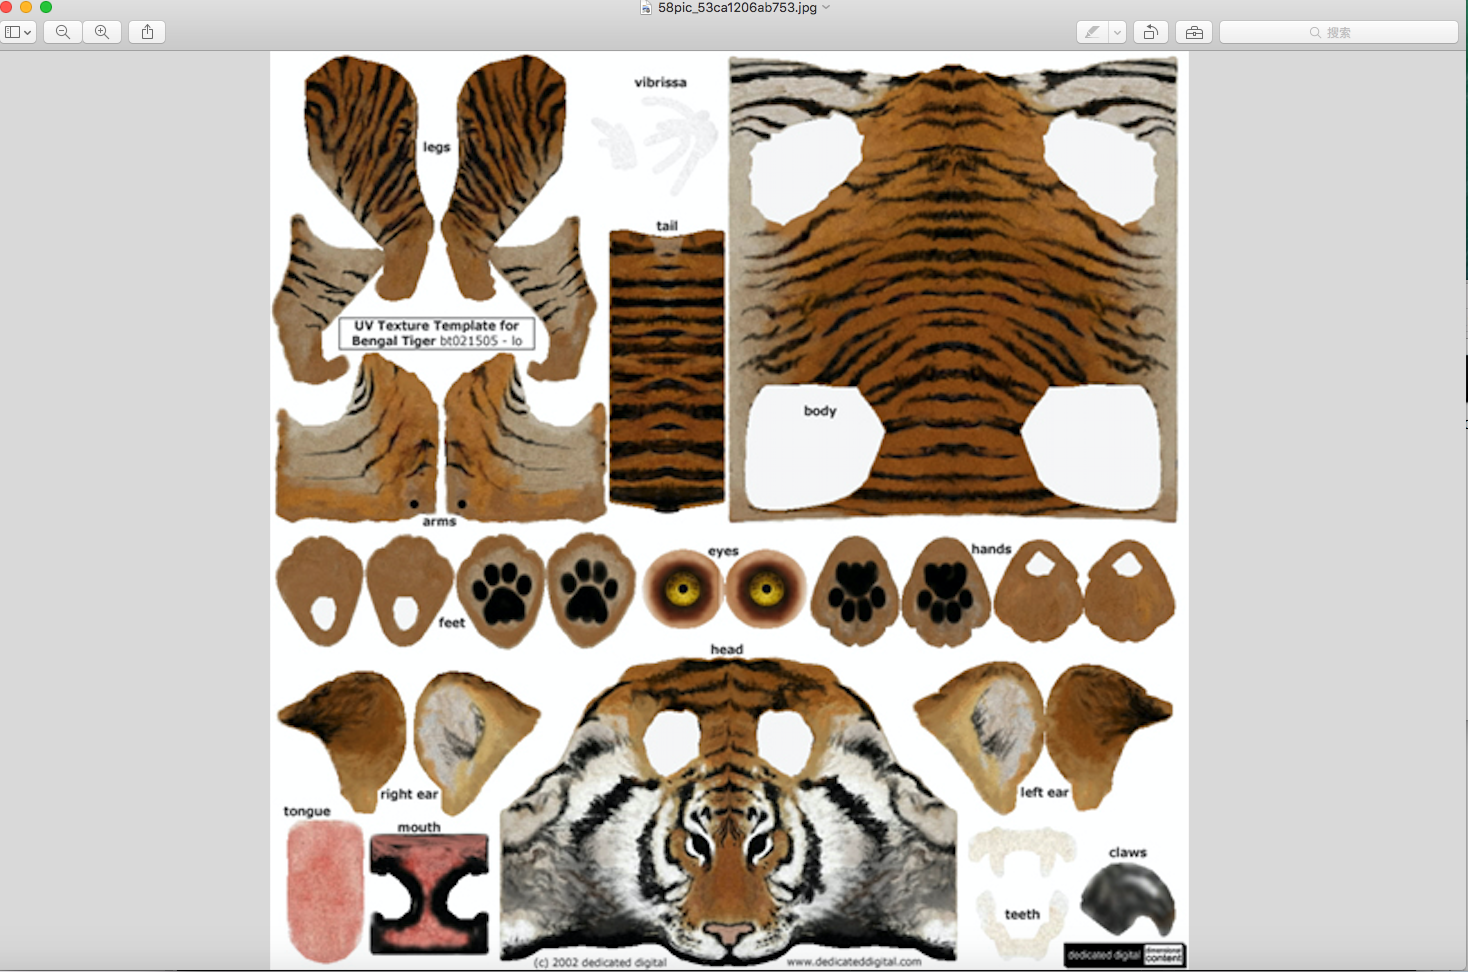 58pic_53ca1206ab753.jpg
搜索
vibrissa
legs
tail
UV Texture Template for
Bengal Tiger bt021505 - lo
body
arms
eyes
hands
feet
head
right ear
left ear
tongue
mouth
claws
teeth
dedicated digital dimensional content
(c) 2002 dedicated digital
www.dedicateddigital.com